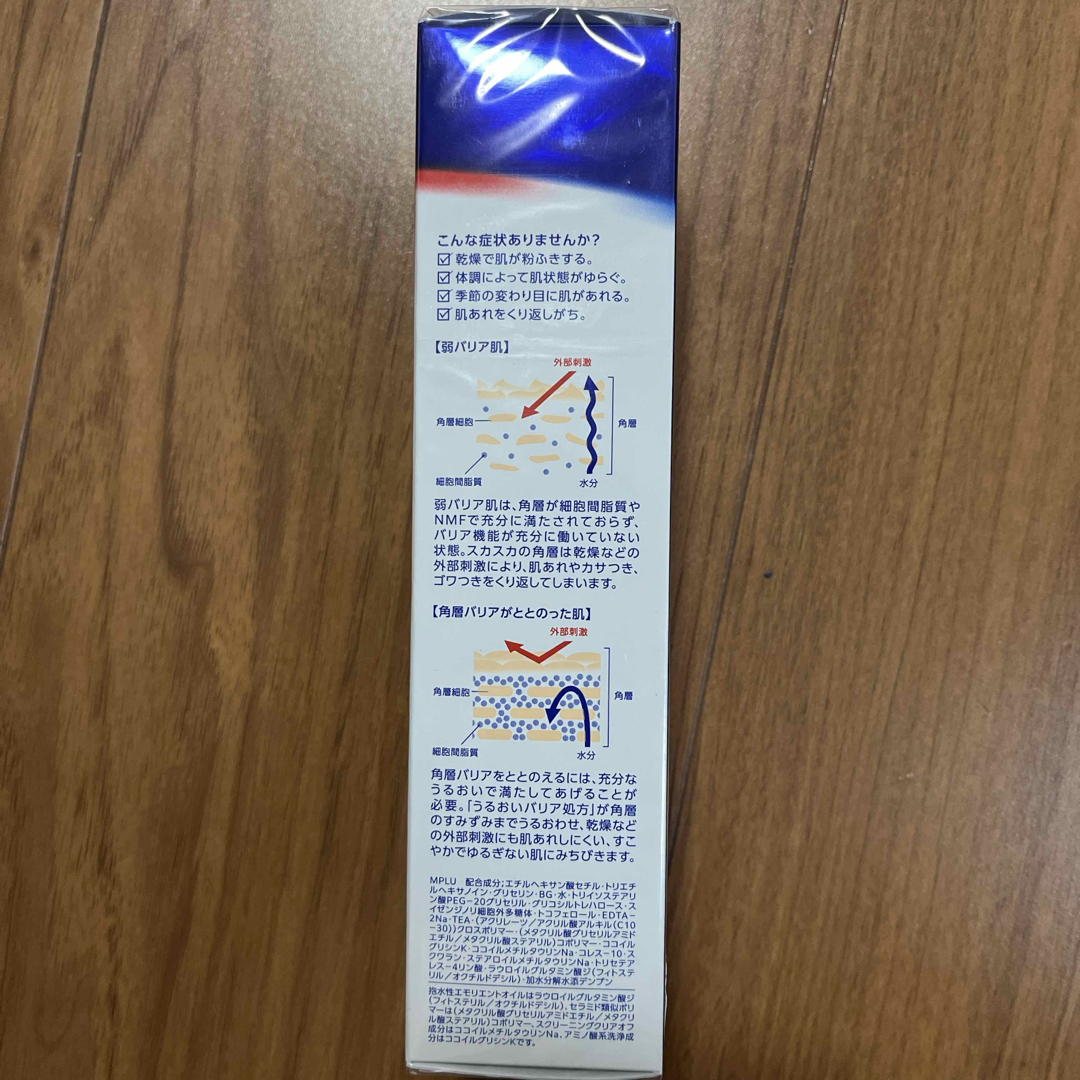 こんな症状ありませんか?
☑ 乾燥で肌が粉ふきする。
☑ 体調によって肌状態がゆらぐ。
☑ 季節の変わり目に肌があれる。
☑ 肌あれをくり返しがち。
【弱バリア肌】
外部刺激
角層細胞
角層
細胞間脂質
水分
弱バリア肌は、角層が細胞間脂質や
NMFで充分に満たされておらず、
バリア機能が充分に働いていない
状態。スカスカの角層は乾燥などの
外部刺激により、肌あれやカサつき、
ゴワつきをくり返してしまいます。
【角層バリアがととのった肌】
外部刺激
角層細胞
角層
細胞間脂質
水分
角層バリアをととのえるには、充分な
うるおいで満たしてあげることが
必要。「うるおいバリア処方」が角層
のすみずみまでうるおわせ、乾燥など
の外部刺激にも肌あれしにくい、すこ
やかでゆるぎない肌にみちびきます。
MPLU 配合成分;エチルヘキサン酸セチル・トリエチ
ルヘキサノイン・グリセリン・BG・水・トリイソステアリ
ン酸PEG-20グリセリル・グリコシルトレハロース・ス
イゼンジノリ細胞外多糖体・トコフェロール・EDTA-
2Na・TEA・(アクリレーツ/アクリル酸アルキル(C10
-30))クロスポリマー・(メタクリル酸グリセリルアミド
エチル/メタクリル酸ステアリル)コポリマー・ココイル
グリシンK・ココイルメチルタウリンNa・コレス-10・ス
クワラン・ステアロイルメチルタウリンNa・トリセテア
レス-4リン酸・ラウロイルグルタミン酸ジ(フィトステ
リル/オクチルドデシル)・加水分解水添デンプン
抱水性エモリエントオイルはラウロイルグルタミン酸ジ
(フィトステリル/オクチルドデシル)、セラミド類似ポリ
マーは(メタクリル酸グリセリルアミドエチル/メタクリ
ル酸ステアリル)コポリマー、スクリーニングクリアオフ
成分はココイルメチルタウリンNa、アミノ酸系洗浄成
分はココイルグリシンKです。